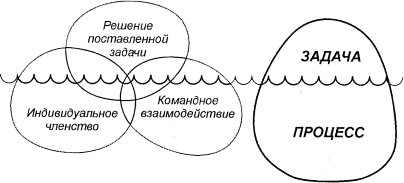 Решение
поставленной
задачи
Индивидуальное
членство
Командное
взаимодействие
ЗАДАЧА
ПРОЦЕСС